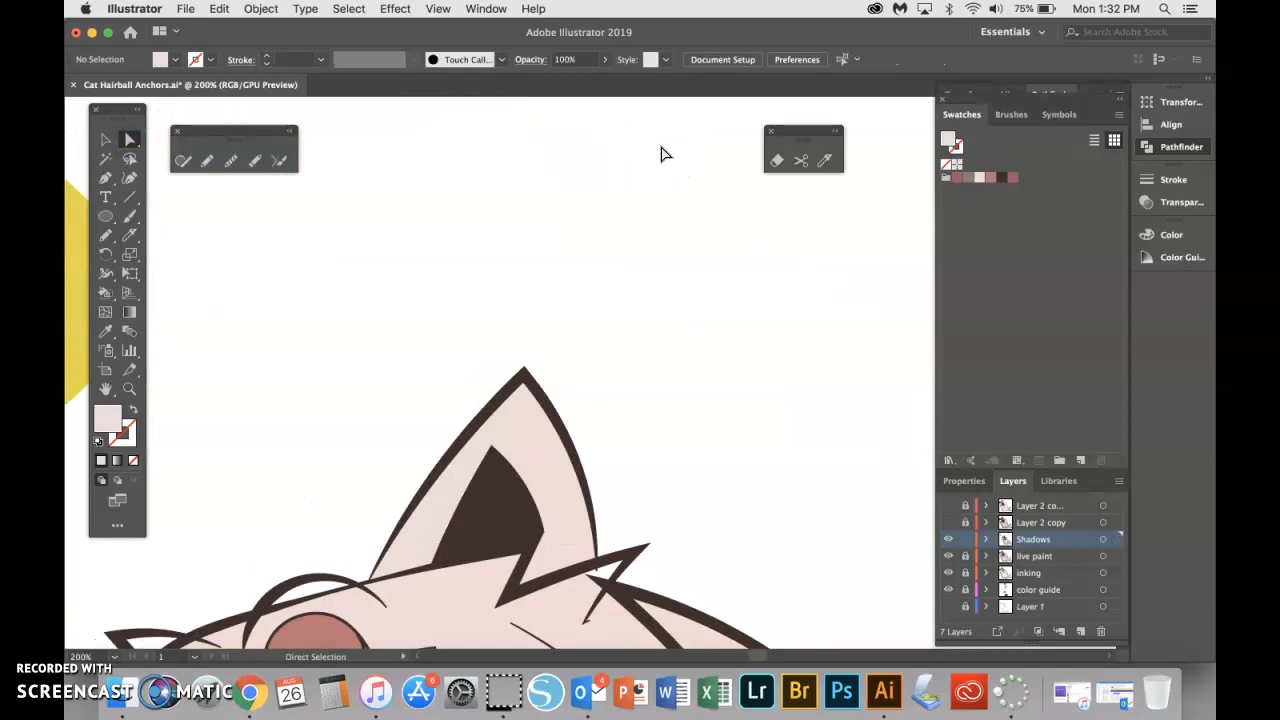 Illustrator File Edit Object Type Select Effect View Window Help 75% Mon 1:32 PM
Adobe Illustrator 2019 Essentials Search Adobe Stock
No Selection Stroke: Touch Call... Opacity: 100% Style: Document Setup Preferences
Cat Hairball Anchors.ai* @ 200% (RGB/GPU Preview)
Swatches Brushes Symbols
Transfor...
Align
Pathfinder
Stroke
Transpar...
Color
Color Gui...
T
Properties Layers Libraries
Layer 2 co...
Layer 2 copy
Shadows
live paint
inking
color guide
Layer 1
7 Layers
200% 1 Direct Selection
RECORDED WITH
SCREENCAST MATIC
AUG
26
6
4
O
S
P
W
X
Lr
Br
Ps
Ai